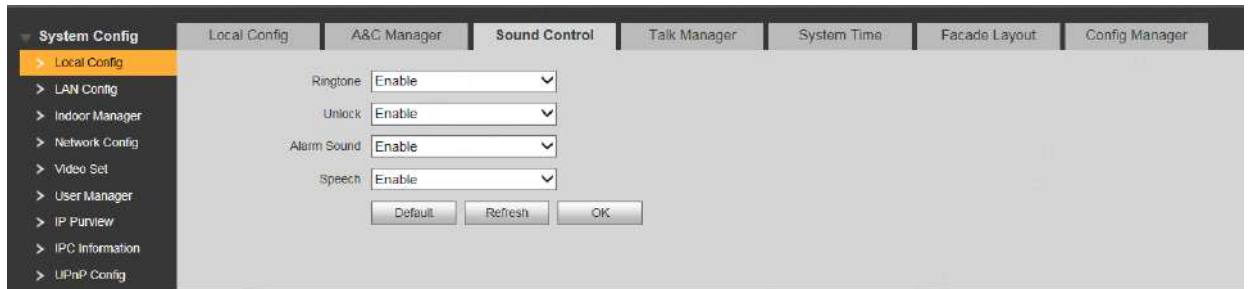 System Config
Local Config
A&C Manager
Sound Control
Talk Manager
System Time
Facade Layout
Config Manager
Local Config
LAN Config
Indoor Manager
Network Config
Video Set
User Manager
IP Purview
IPC Information
UPnP Config
Ringtone Enable
Unlock Enable
Alarm Sound Enable
Speech Enable
Default Refresh OK